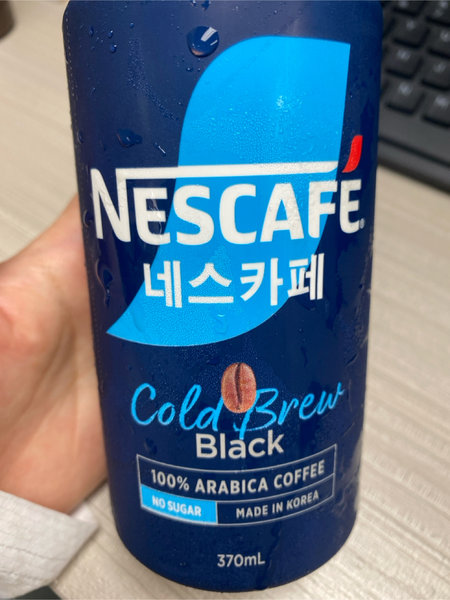 NESCAFÉ®
네스카페
Cold Brew
Black
100% ARABICA COFFEE
NO SUGAR MADE IN KOREA
370mL